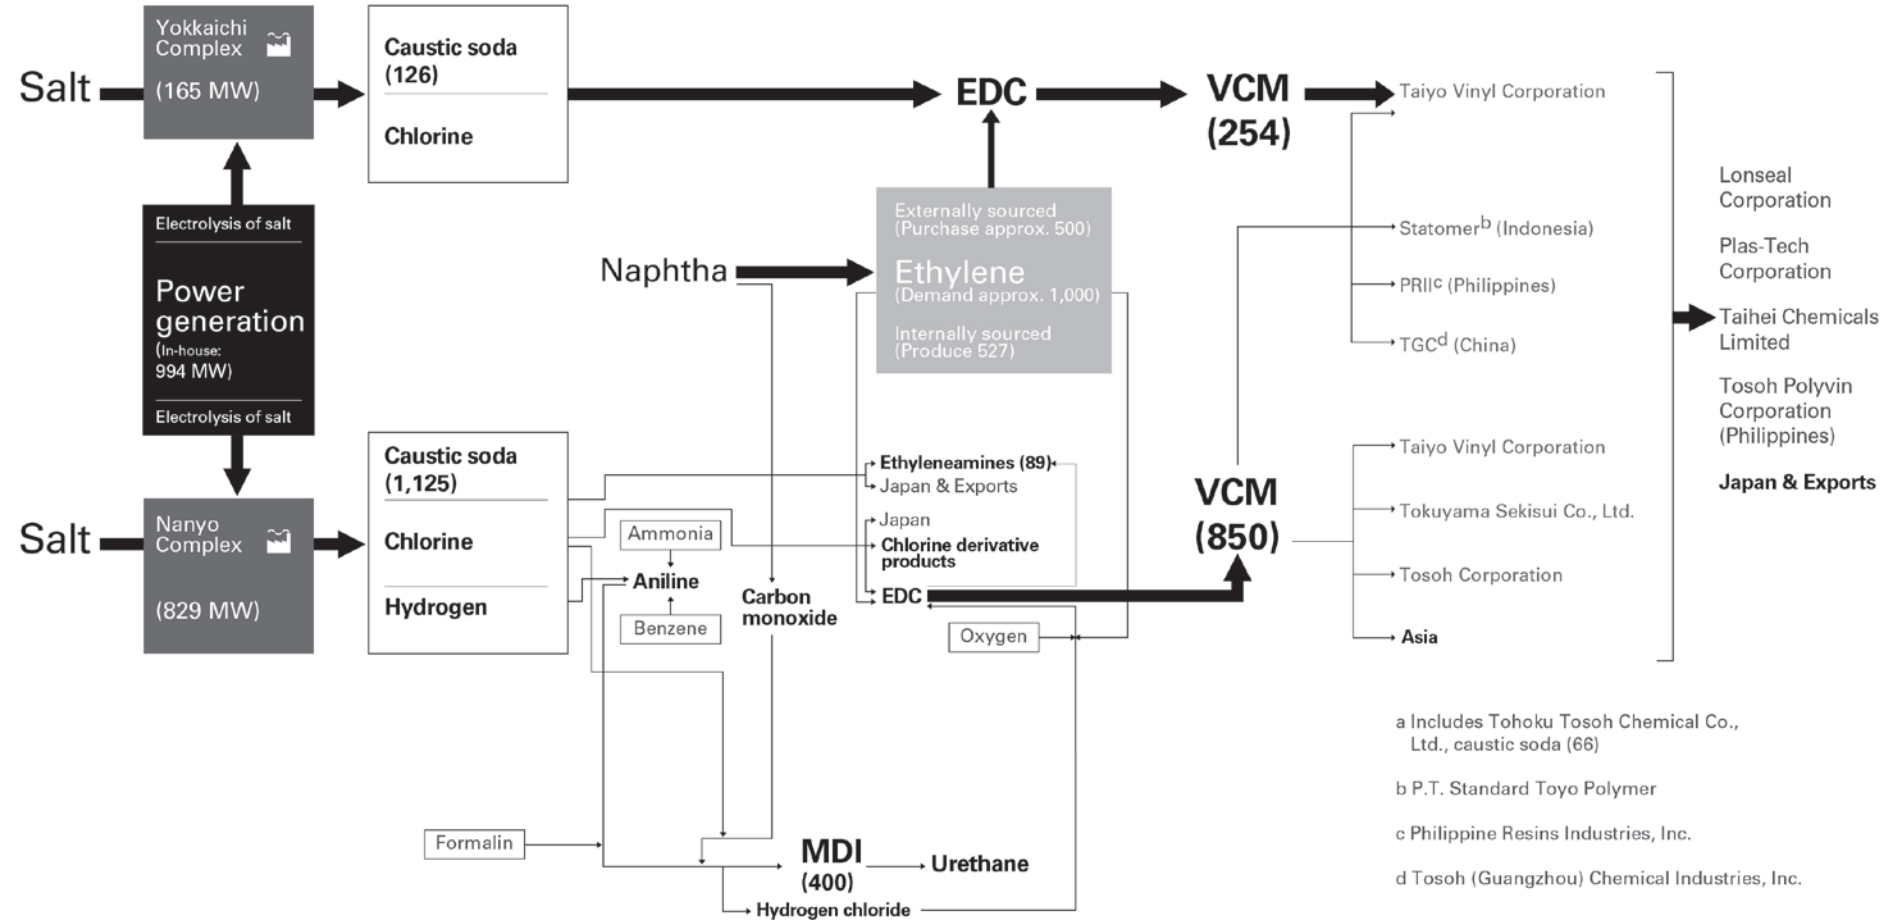 Salt
Yokkaichi
Complex
(165 MW)
Caustic soda
(126)
Chlorine
EDC
VCM
(254)
Taiyo Vinyl Corporation
Statomerb (Indonesia)
PRIIc (Philippines)
TGCd (China)
Electrolysis of salt
Power
generation
(In-house:
994 MW)
Electrolysis of salt
Naphtha
Externally sourced
(Purchase approx. 500)
Ethylene
(Demand approx. 1,000)
Internally sourced
(Produce 527)
Lonseal
Corporation
Plas-Tech
Corporation
Taihei Chemicals
Limited
Tosoh Polyvin
Corporation
(Philippines)
Japan & Exports
Salt
Nanyo
Complex
(829 MW)
Caustic soda
(1,125)
Chlorine
Hydrogen
Ammonia
Aniline
Benzene
Carbon
monoxide
Ethyleneamines (89)
Japan & Exports
Japan
Chlorine derivative
products
EDC
Oxygen
VCM
(850)
Taiyo Vinyl Corporation
Tokuyama Sekisui Co., Ltd.
Tosoh Corporation
Asia
Formalin
MDI
(400)
Urethane
Hydrogen chloride
a Includes Tohoku Tosoh Chemical Co.,
Ltd., caustic soda (66)
b P.T. Standard Toyo Polymer
c Philippine Resins Industries, Inc.
d Tosoh (Guangzhou) Chemical Industries, Inc.